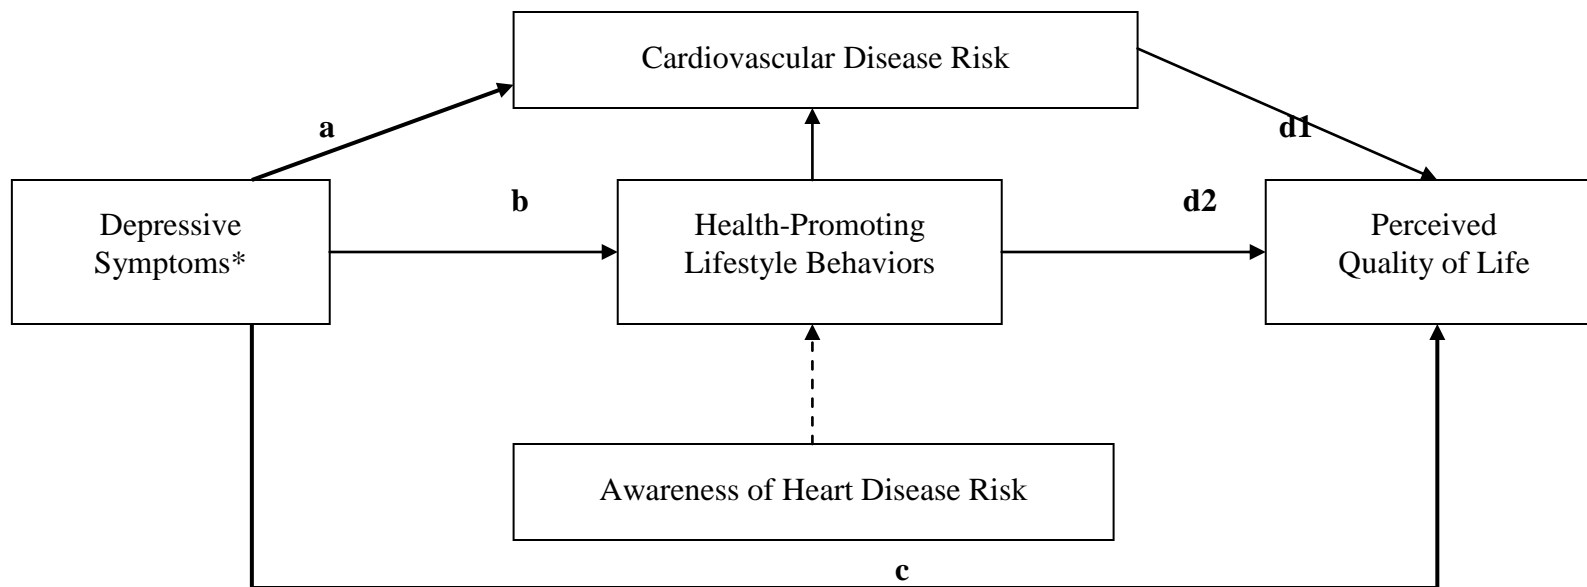 Cardiovascular Disease Risk
a
d1
Depressive
Symptoms*
b
Health-Promoting
Lifestyle Behaviors
d2
Perceived
Quality of Life
Awareness of Heart Disease Risk
c